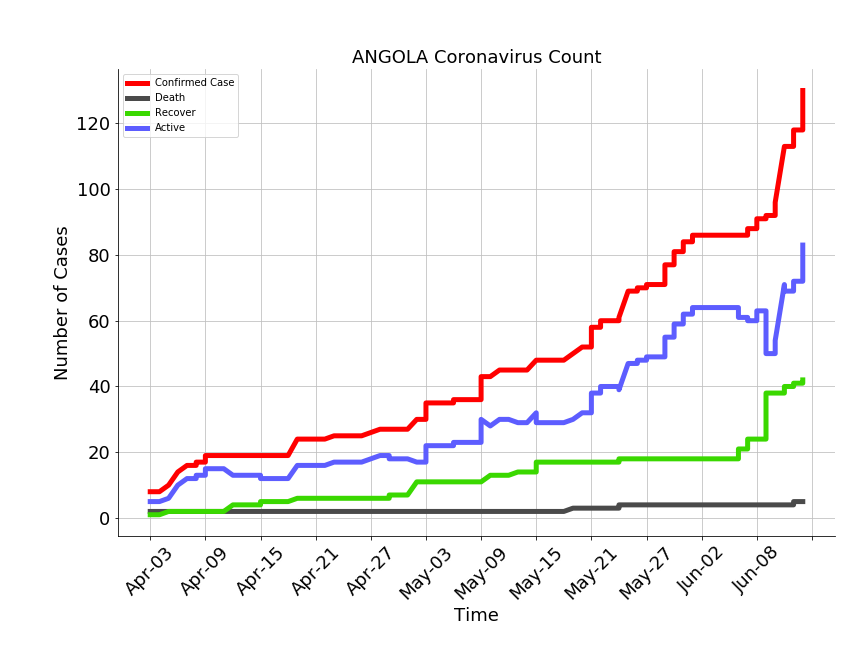 ANGOLA Coronavirus Count
Confirmed Case
Death
Recover
Active
Number of Cases
120
100
80
60
40
20
0
Apr-03 Apr-09 Apr-15 Apr-21 Apr-27 May-03 May-09 May-15 May-21 May-27 Jun-02 Jun-08
Time